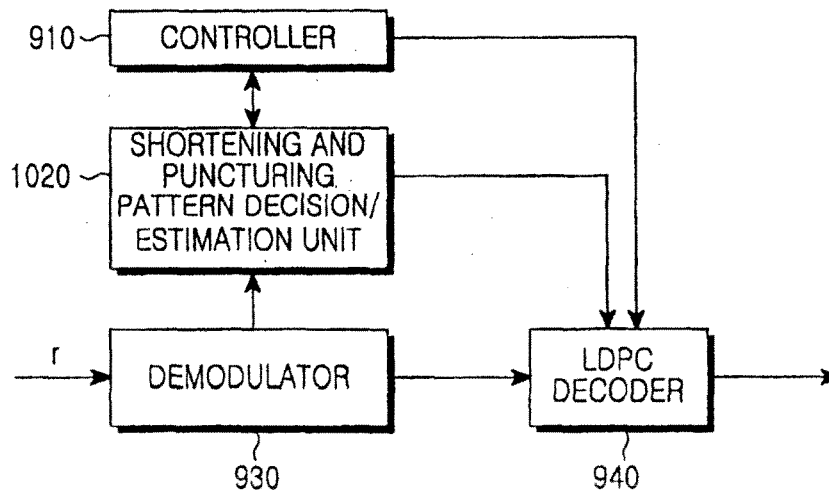 910
CONTROLLER
1020
SHORTENING AND
PUNCTURING
PATTERN DECISION/
ESTIMATION UNIT
r
DEMODULATOR
930
LDPC
DECODER
940